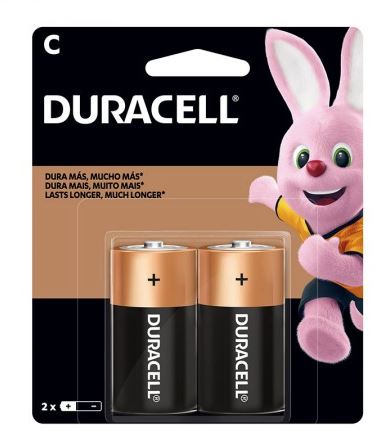 C
DURACELL®
DURA MÁS, MUCHO MÁS*
DURA MAIS, MUITO MAIS*
LASTS LONGER, MUCH LONGER*
+ +
DURACELL® DURACELL®
2 x + -